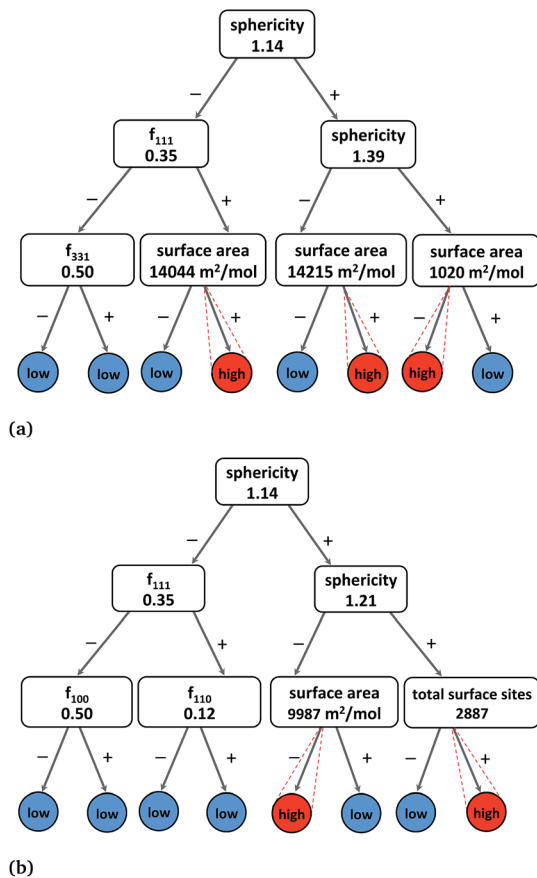 sphericity
1.14
− +
f₁₁₁ sphericity
0.35 1.39
− + − +
f₃₃₁ surface area surface area surface area
0.50 14044 m²/mol 14215 m²/mol 1020 m²/mol
− + − + − + − +
low low low high low high high low
(a)
sphericity
1.14
− +
f₁₁₁ sphericity
0.35 1.21
− + − +
f₁₀₀ f₁₁₀ surface area total surface sites
0.50 0.12 9987 m²/mol 2887
− + − + − + − +
low low low low high low low high
(b)